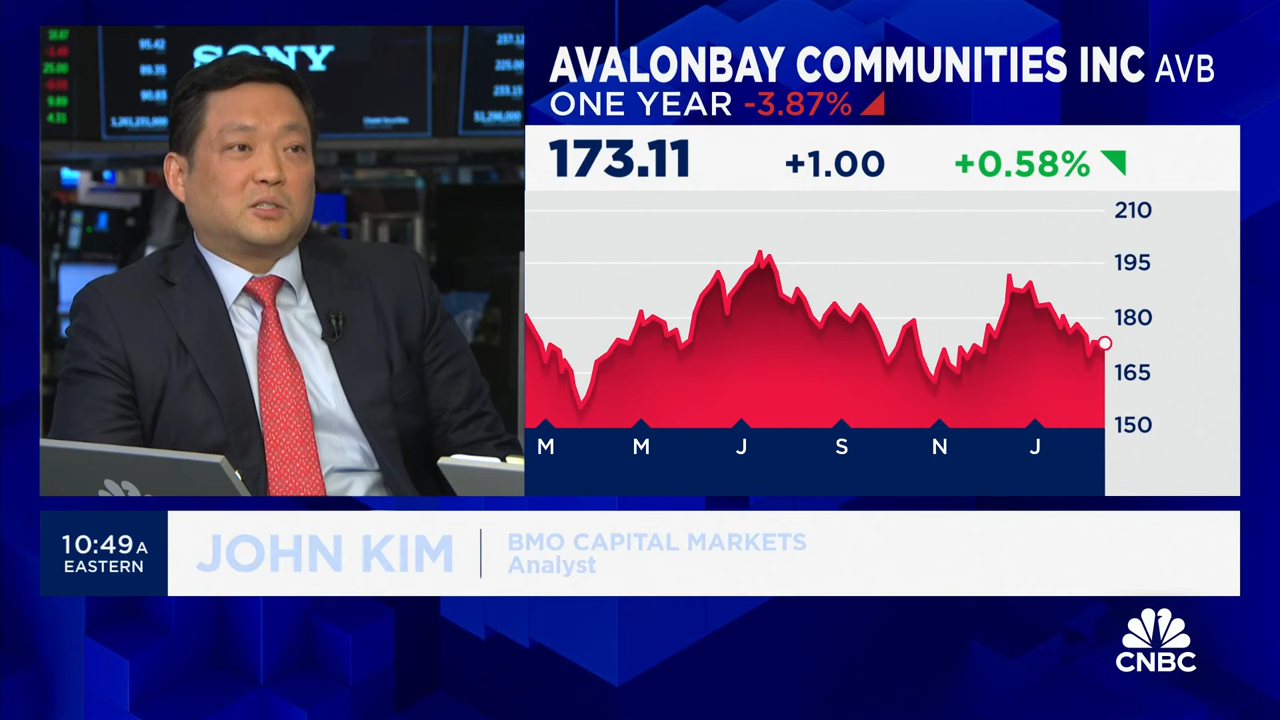 SONY
AVALONBAY COMMUNITIES INC AVB
ONE YEAR -3.87%
173.11 +1.00 +0.58%
210
195
180
165
150
M M J S N J
10:49 A
EASTERN
JOHN KIM
BMO CAPITAL MARKETS
Analyst
CNBC